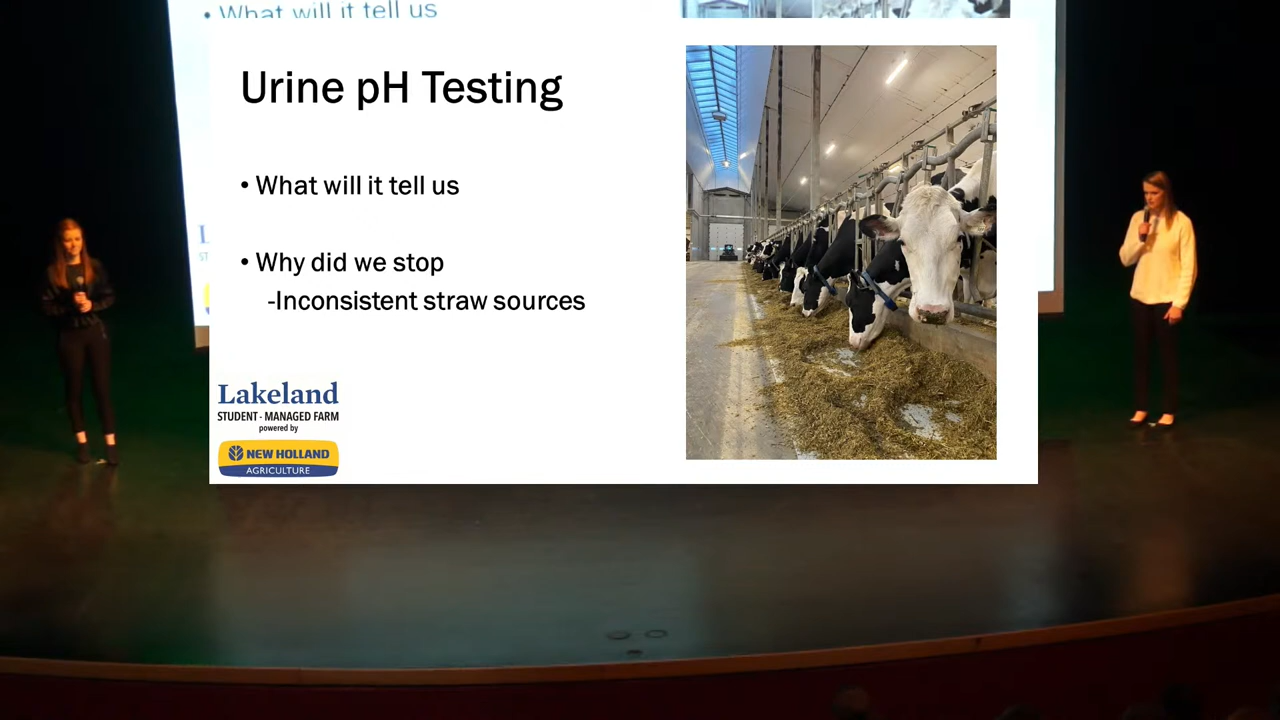 • What will it tell us
Urine pH Testing
• What will it tell us
• Why did we stop
-Inconsistent straw sources
Lakeland
STUDENT - MANAGED FARM
powered by
NEW HOLLAND
AGRICULTURE
L
ST